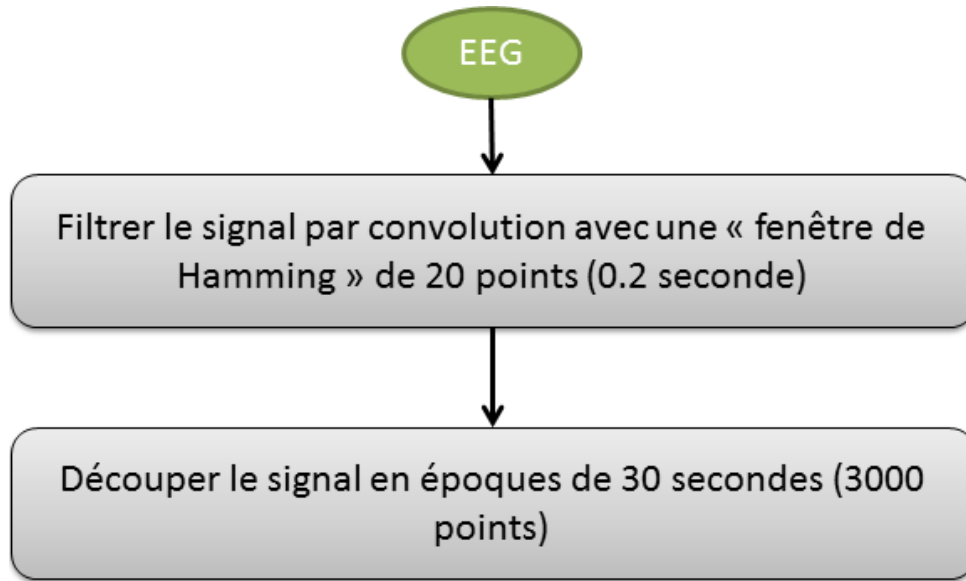 EEG
Filtrer le signal par convolution avec une « fenêtre de
Hamming » de 20 points (0.2 seconde)
Découper le signal en époques de 30 secondes (3000
points)